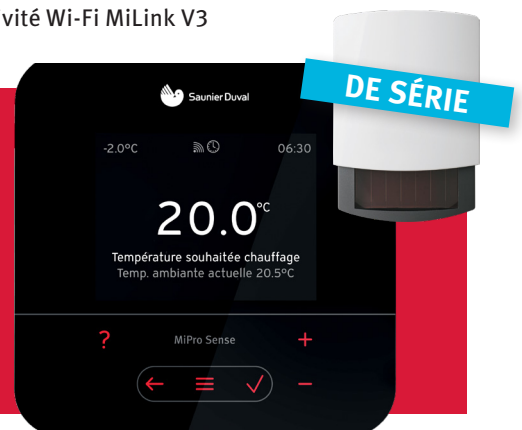 vité Wi-Fi MiLink V3
Saunier Duval
DE SÉRIE
-2.0°C 06:30
20.0°C
Température souhaitée chauffage
Temp. ambiante actuelle 20.5°C
? MiPro Sense +
-